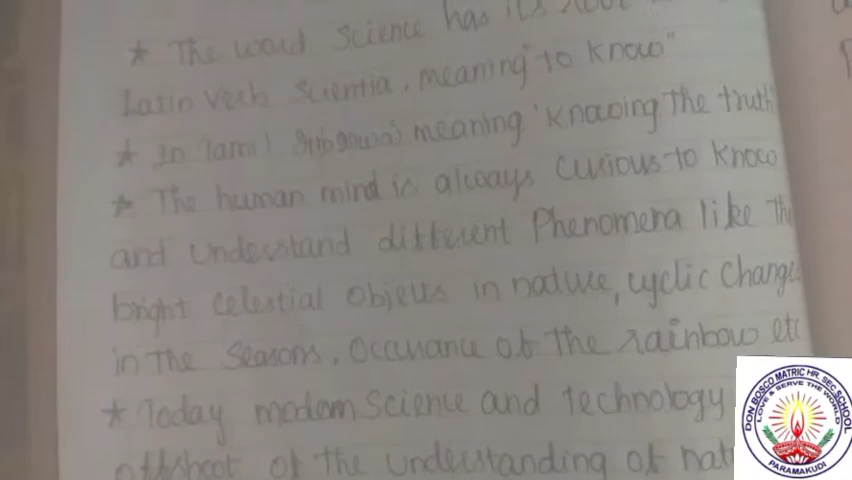 ★ The word Science has its root
Latin verb scientia, meaning "to know"
★ In Tamil அறிவியல் meaning 'knowing the truth
★ The human mind is always curious to know
and understand different Phenomena like the
bright celestial objects in nature, cyclic change
in the seasons, Occurance of the rainbow etc
★ Today modern science and technology
offshoot of the understanding of nat
DON BOSCO MATRIC HR. SEC SCHOOL
LOVE & SERVE THE WORLD
PARAMAKUDI